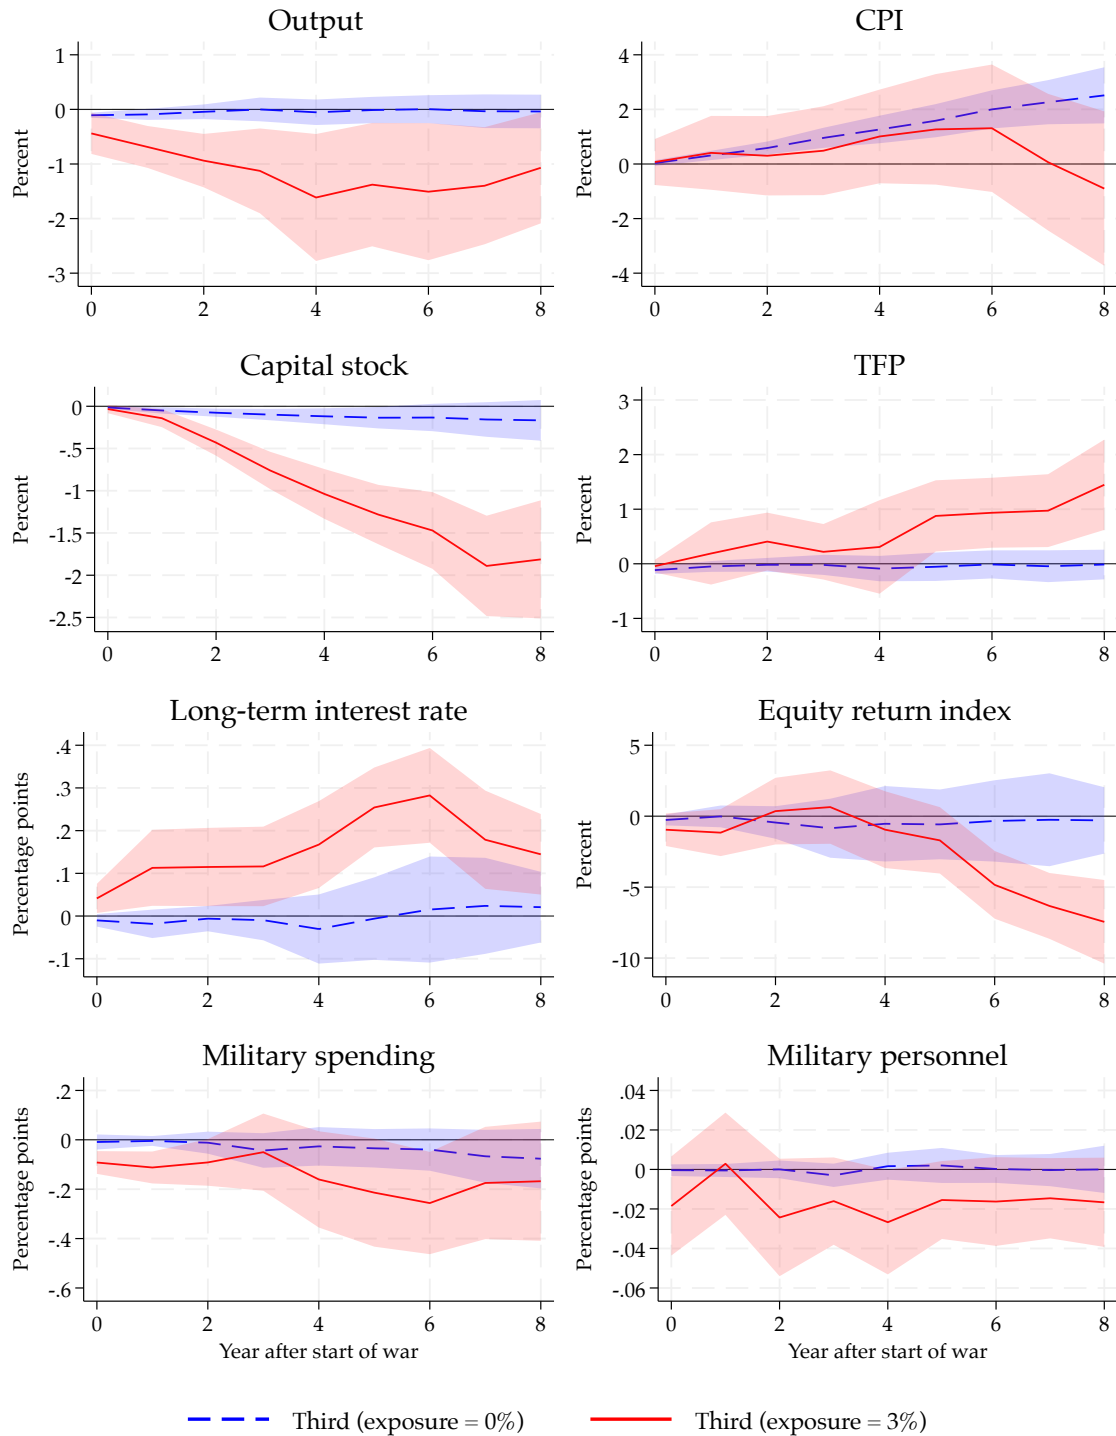 Output
Percent
1
0
-1
-2
-3
0 2 4 6 8
CPI
Percent
4
2
0
-2
-4
0 2 4 6 8
Capital stock
Percent
0
-.5
-1
-1.5
-2
-2.5
0 2 4 6 8
TFP
Percent
3
2
1
0
-1
0 2 4 6 8
Long-term interest rate
Percentage points
.4
.3
.2
.1
0
-.1
0 2 4 6 8
Equity return index
Percent
5
0
-5
-10
0 2 4 6 8
Military spending
Percentage points
.2
0
-.2
-.4
-.6
0 2 4 6 8
Year after start of war
Military personnel
Percentage points
.04
.02
0
-.02
-.04
-.06
0 2 4 6 8
Year after start of war
Third (exposure = 0%)
Third (exposure = 3%)